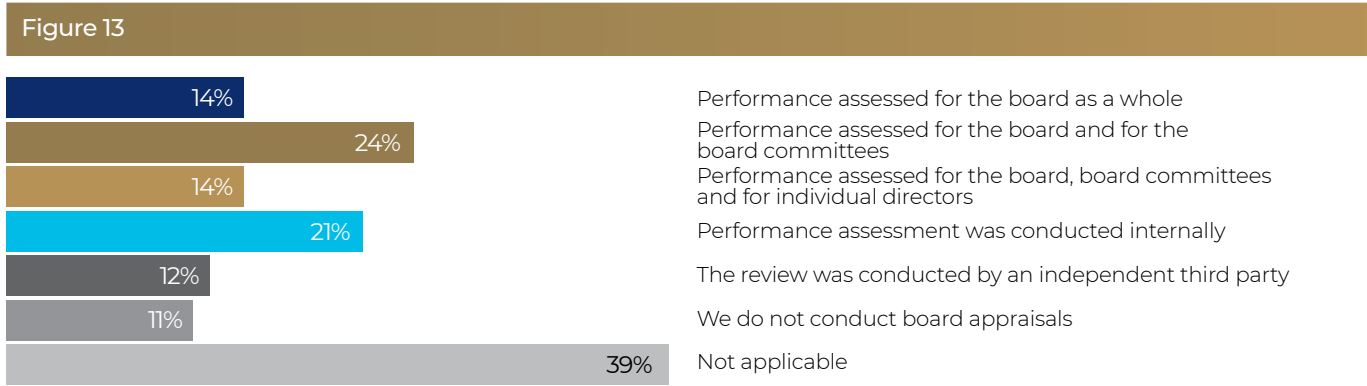 Figure 13
14%
Performance assessed for the board as a whole
24%
Performance assessed for the board and for the
board committees
14%
Performance assessed for the board, board committees
and for individual directors
21%
Performance assessment was conducted internally
12%
The review was conducted by an independent third party
11%
We do not conduct board appraisals
39%
Not applicable